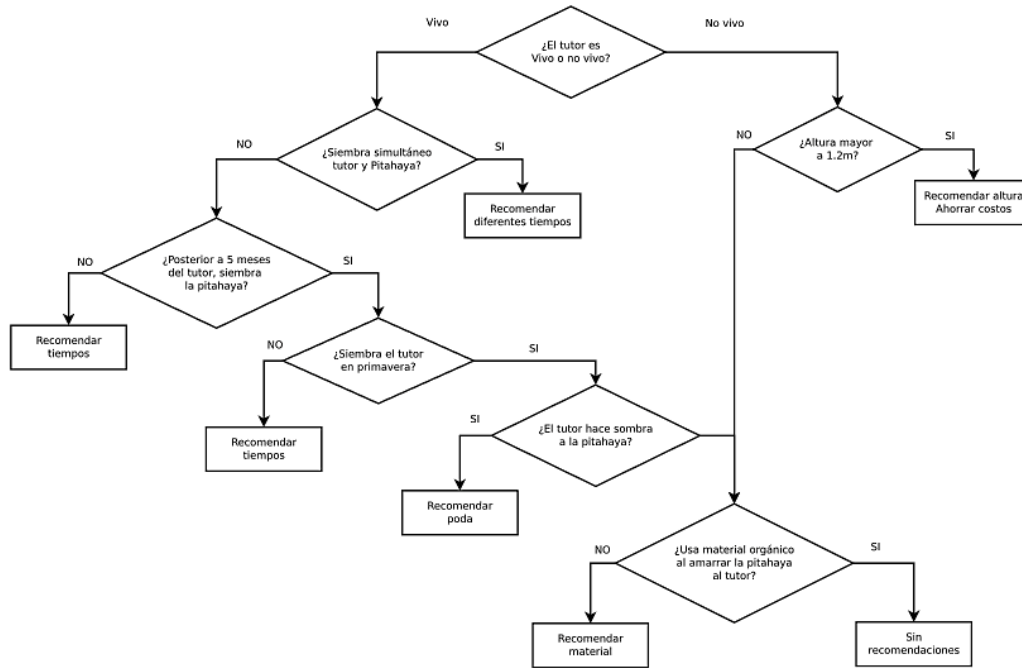 Vivo
No vivo
¿El tutor es
Vivo o no vivo?
NO
¿Siembra simultáneo
tutor y Pitahaya?
SI
NO
¿Altura mayor
a 1.2m?
SI
Recomendar
diferentes tiempos
Recomendar altura
Ahorrar costos
NO
¿Posterior a 5 meses
del tutor, siembra
la pitahaya?
SI
Recomendar
tiempos
NO
¿Siembra el tutor
en primavera?
SI
Recomendar
tiempos
SI
¿El tutor hace sombra
a la pitahaya?
Recomendar
poda
NO
¿Usa material orgánico
al amarrar la pitahaya
al tutor?
SI
Recomendar
material
Sin
recomendaciones